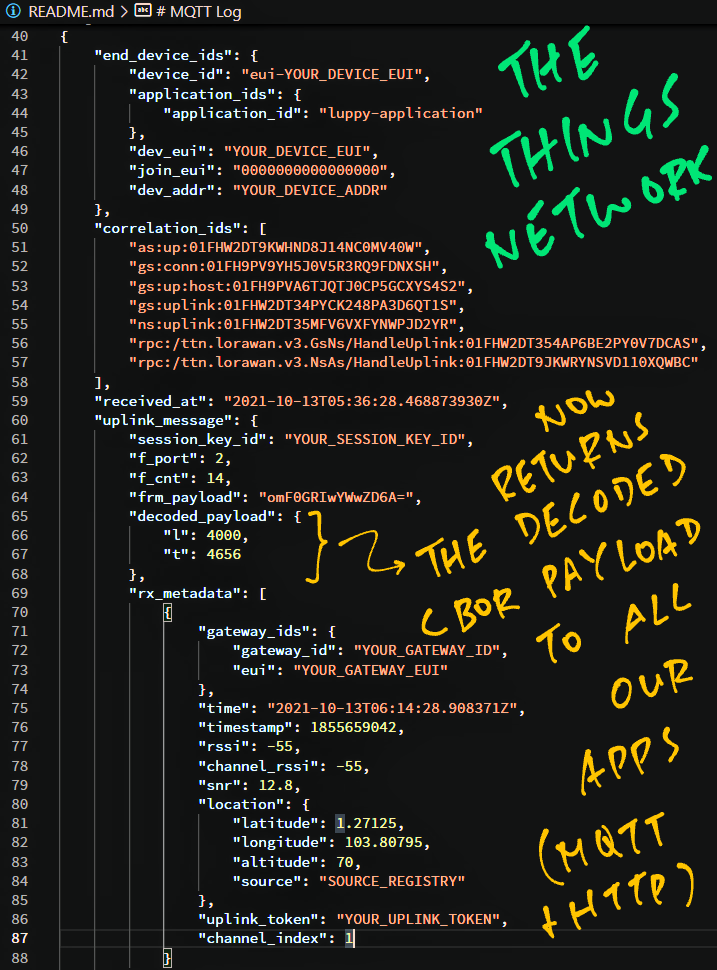 README.md > # MQTT Log
40 {
41 "end_device_ids": {
42 "device_id": "eui-YOUR_DEVICE_EUI",
43 "application_ids": {
44 "application_id": "luppy-application"
45 },
46 "dev_eui": "YOUR_DEVICE_EUI",
47 "join_eui": "0000000000000000",
48 "dev_addr": "YOUR_DEVICE_ADDR"
49 },
50 "correlation_ids": [
51 "as:up:01FHW2DT9KWHND8J14NC0MV40W",
52 "gs:conn:01FH9PV9YH5J0V5R3RQ9FDNXSH",
53 "gs:up:host:01FH9PVA6TJQTJ0CP5GCXYS4S2",
54 "gs:uplink:01FHW2DT34PYCK248PA3D6QT1S",
55 "ns:uplink:01FHW2DT35MFV6VXFYNWPJD2YR",
56 "rpc:/ttn.lorawan.v3.GsNs/HandleUplink:01FHW2DT354AP6BE2PY0V7DCAS",
57 "rpc:/ttn.lorawan.v3.NsAs/HandleUplink:01FHW2DT9JKWRYNSVD110XQWBC"
58 ],
59 "received_at": "2021-10-13T05:36:28.468873930Z",
60 "uplink_message": {
61 "session_key_id": "YOUR_SESSION_KEY_ID",
62 "f_port": 2,
63 "f_cnt": 14,
64 "frm_payload": "omF0GRIwYWwZD6A=",
65 "decoded_payload": {
66 "l": 4000,
67 "t": 4656
68 },
69 "rx_metadata": [
70 {
71 "gateway_ids": {
72 "gateway_id": "YOUR_GATEWAY_ID",
73 "eui": "YOUR_GATEWAY_EUI"
74 },
75 "time": "2021-10-13T06:14:28.908371Z",
76 "timestamp": 1855659042,
77 "rssi": -55,
78 "channel_rssi": -55,
79 "snr": 12.8,
80 "location": {
81 "latitude": 1.27125,
82 "longitude": 103.80795,
83 "altitude": 70,
84 "source": "SOURCE_REGISTRY"
85 },
86 "uplink_token": "YOUR_UPLINK_TOKEN",
87 "channel_index": 1
88 }
THE
THINGS
NETWORK
NOW
RETURNS
THE DECODED
CBOR PAYLOAD
TO ALL
OUR
APPS
(MQTT
+HTTP)